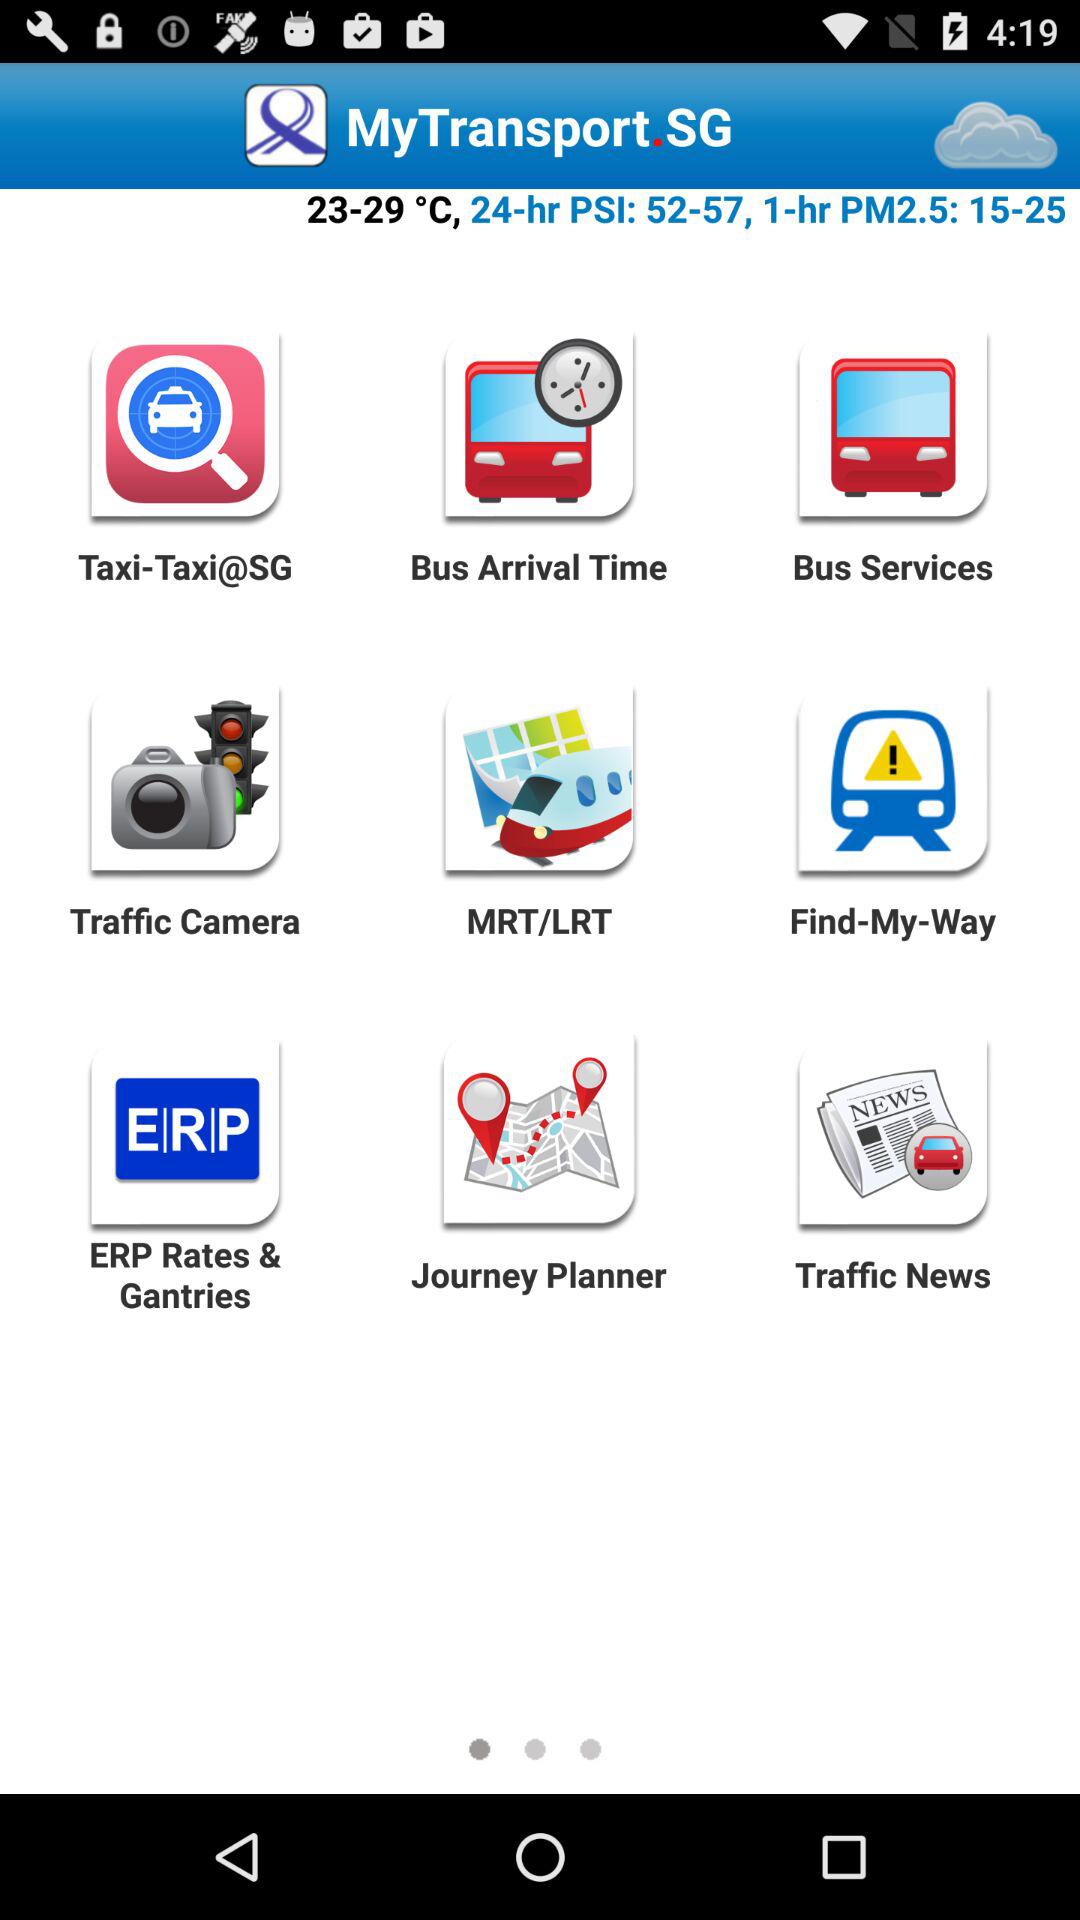 FAKE
4:19
MyTransport.SG
23-29 °C, 24-hr PSI: 52-57, 1-hr PM2.5: 15-25
Taxi-Taxi@SG
Bus Arrival Time
Bus Services
Traffic Camera
MRT/LRT
Find-My-Way
E|R|P
NEWS
ERP Rates &
Gantries
Journey Planner
Traffic News